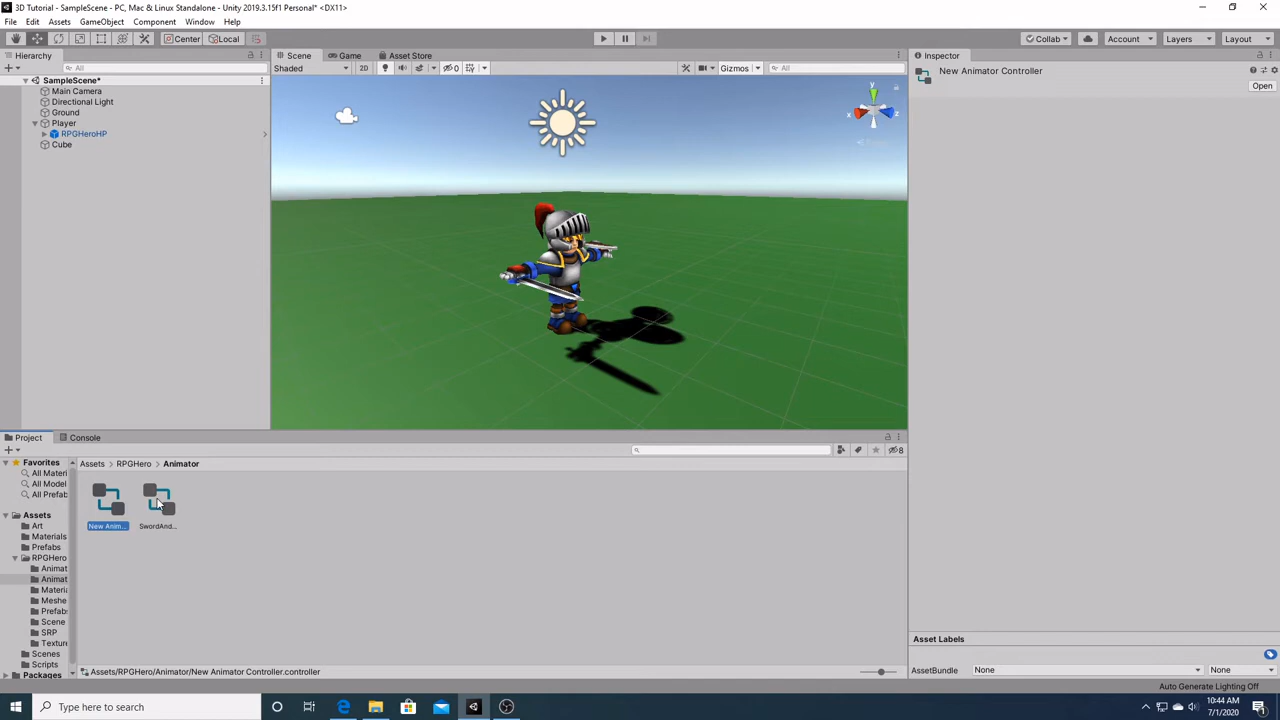 3D Tutorial - SampleScene - PC, Mac & Linux Standalone - Unity 2019.3.15f1 Personal* <DX11>
File Edit Assets GameObject Component Window Help
Center Local Collab Account Layers Layout
Hierarchy Scene Game Asset Store Inspector
All Shaded 2D 0 Gizmos All
New Animator Controller
Open
SampleScene*
Main Camera
Directional Light
Ground
Player
RPGHeroHP
Cube
y
x z
Project Console
8
Favorites
Assets > RPGHero > Animator
All Materi
All Model
All Prefab
Assets
Art
Materials
Prefabs
RPGHero
Animat
Animat
Materia
Meshe
Prefab
Scene
SRP
Textur
Scenes
Scripts
Packages
New Anim...
SwordAnd...
Assets/RPGHero/Animator/New Animator Controller.controller
Asset Labels
AssetBundle None None
Auto Generate Lighting Off
Type here to search
10:44 AM
7/1/2020
1